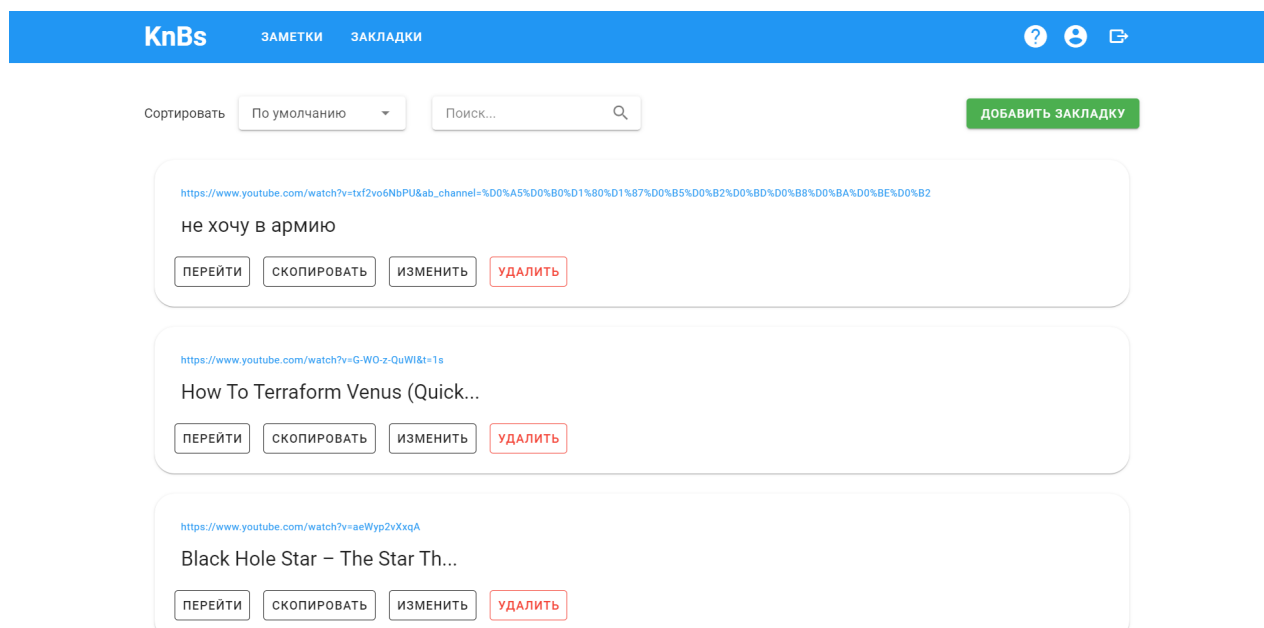 KnBs ЗАМЕТКИ ЗАКЛАДКИ
Сортировать По умолчанию Поиск... ДОБАВИТЬ ЗАКЛАДКУ
https://www.youtube.com/watch?v=txf2vo6NbPU&ab_channel=%D0%A5%D0%B0%D1%80%D1%87%D0%B5%D0%B2%D0%BD%D0%B8%D0%BA%D0%BE%D0%B2
не хочу в армию
ПЕРЕЙТИ СКОПИРОВАТЬ ИЗМЕНИТЬ УДАЛИТЬ
https://www.youtube.com/watch?v=G-WO-z-QuWI&t=1s
How To Terraform Venus (Quick...
ПЕРЕЙТИ СКОПИРОВАТЬ ИЗМЕНИТЬ УДАЛИТЬ
https://www.youtube.com/watch?v=aeWyp2vXxqA
Black Hole Star – The Star Th...
ПЕРЕЙТИ СКОПИРОВАТЬ ИЗМЕНИТЬ УДАЛИТЬ